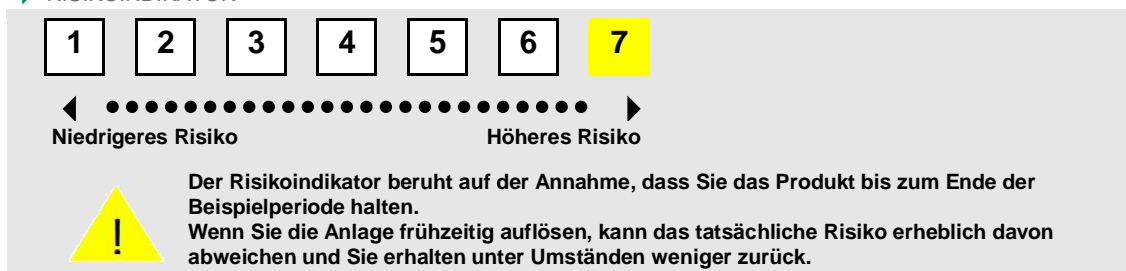 RISIKOINDIKATOR
1 2 3 4 5 6 7
Niedrigeres Risiko Höheres Risiko
Der Risikoindikator beruht auf der Annahme, dass Sie das Produkt bis zum Ende der
Beispielperiode halten.
Wenn Sie die Anlage frühzeitig auflösen, kann das tatsächliche Risiko erheblich davon
abweichen und Sie erhalten unter Umständen weniger zurück.
!